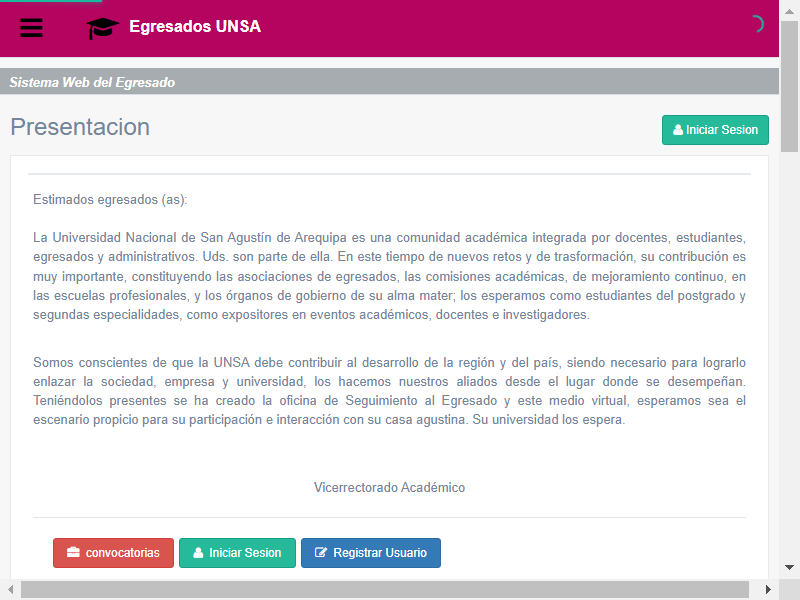 Egresados UNSA
Sistema Web del Egresado
Presentacion
Iniciar Sesion
Estimados egresados (as):
La Universidad Nacional de San Agustín de Arequipa es una comunidad académica integrada por docentes, estudiantes,
egresados y administrativos. Uds. son parte de ella. En este tiempo de nuevos retos y de trasformación, su contribución es
muy importante, constituyendo las asociaciones de egresados, las comisiones académicas, de mejoramiento continuo, en
las escuelas profesionales, y los órganos de gobierno de su alma mater; los esperamos como estudiantes del postgrado y
segundas especialidades, como expositores en eventos académicos, docentes e investigadores.
Somos conscientes de que la UNSA debe contribuir al desarrollo de la región y del país, siendo necesario para lograrlo
enlazar la sociedad, empresa y universidad, los hacemos nuestros aliados desde el lugar donde se desempeñan.
Teniéndolos presentes se ha creado la oficina de Seguimiento al Egresado y este medio virtual, esperamos sea el
escenario propicio para su participación e interacción con su casa agustina. Su universidad los espera.
Vicerrectorado Académico
convocatorias
Iniciar Sesion
Registrar Usuario